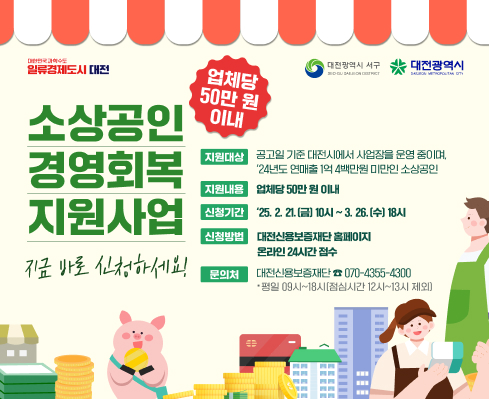 대한민국 과학수도
일류경제도시 대전
대전광역시 서구
대전광역시
DAEJEON METROPOLITAN CITY
업체당
50만 원
이내
소상공인
경영회복
지원사업
지금 바로 신청하세요!
지원대상 공고일 기준 대전시에서 사업장을 운영 중이며,
'24년도 연매출 1억 4백만원 미만인 소상공인
지원내용 업체당 50만 원 이내
신청기간 '25. 2. 21.(금) 10시 ~ 3. 26.(수) 18시
신청방법 대전신용보증재단 홈페이지
온라인 24시간 접수
문의처 대전신용보증재단 ☎ 070-4355-4300
*평일 09시~18시(점심시간 12시~13시 제외)